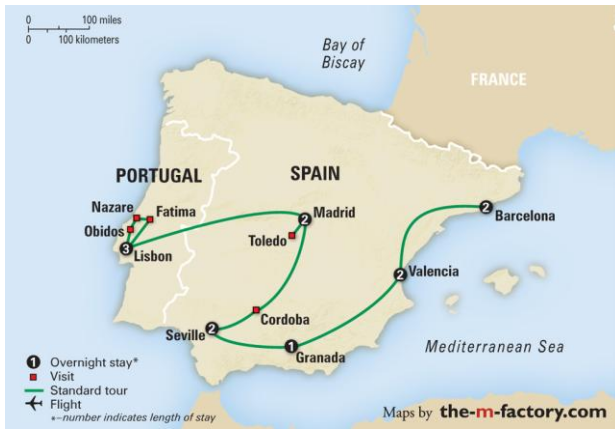 0 100 miles
0 100 kilometers
Bay of
Biscay
FRANCE
PORTUGAL
SPAIN
Nazare
Fatima
Obidos
3
Lisbon
2
Madrid
Toledo
2
Barcelona
2
Valencia
Cordoba
Seville
2
1
Granada
Mediterranean Sea
1 Overnight stay*
Visit
Standard tour
Flight
*–number indicates length of stay
Maps by the-m-factory.com